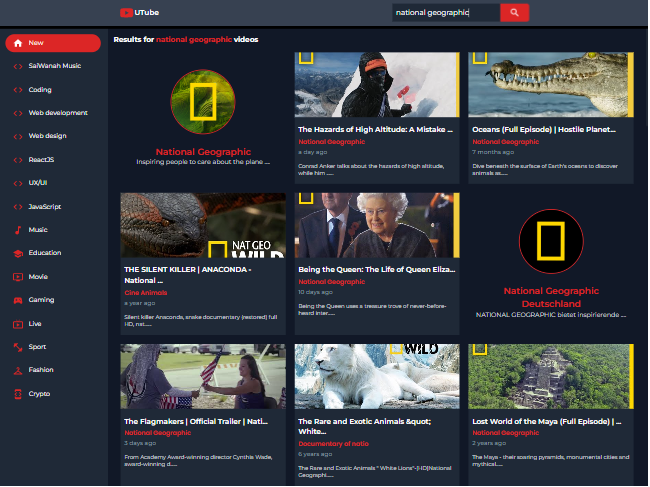 UTube
national geographic
New
SaiWanah Music
Coding
Web development
Web design
ReactJS
UX/UI
JavaScript
Music
Education
Movie
Gaming
Live
Sport
Fashion
Crypto
Results for national geographic videos
National Geographic
Inspiring people to care about the plane ....
The Hazards of High Altitude: A Mistake ...
National Geographic
a day ago
Conrad Anker talks about the hazards of high altitude,
while him ......
Oceans (Full Episode) | Hostile Planet...
National Geographic
7 months ago
Dive beneath the surface of Earth's oceans to discover
animals as......
NAT GEO
WILD
THE SILENT KILLER | ANACONDA -
National ...
Cine Animals
a year ago
Silent killer Anaconda, snake documentary (restored) full
HD, nat......
Being the Queen: The Life of Queen Eliza...
National Geographic
10 days ago
Being the Queen uses a treasure trove of never-before-
heard inter......
National Geographic
Deutschland
NATIONAL GEOGRAPHIC bietet inspirierende ....
The Flagmakers | Official Trailer | Nati...
National Geographic
3 days ago
From Academy Award-winning director Cynthia Wade,
award-winning d......
WILD
The Rare and Exotic Animals &quot;
White...
Documentary of natio
6 years ago
The Rare and Exotic Animals " White Lions"-[HD]National
Geographi......
Lost World of the Maya (Full Episode) | ...
National Geographic
2 years ago
The Maya - their soaring pyramids, monumental cities and
mythical......